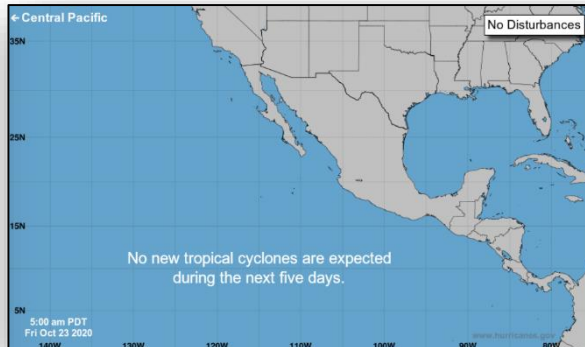 ← Central Pacific
No Disturbances
35N
25N
15N
No new tropical cyclones are expected
during the next five days.
5N
5:00 am PDT
Fri Oct 23 2020
www.hurricanes.gov
140W
130W
120W
110W
100W
90W
80W